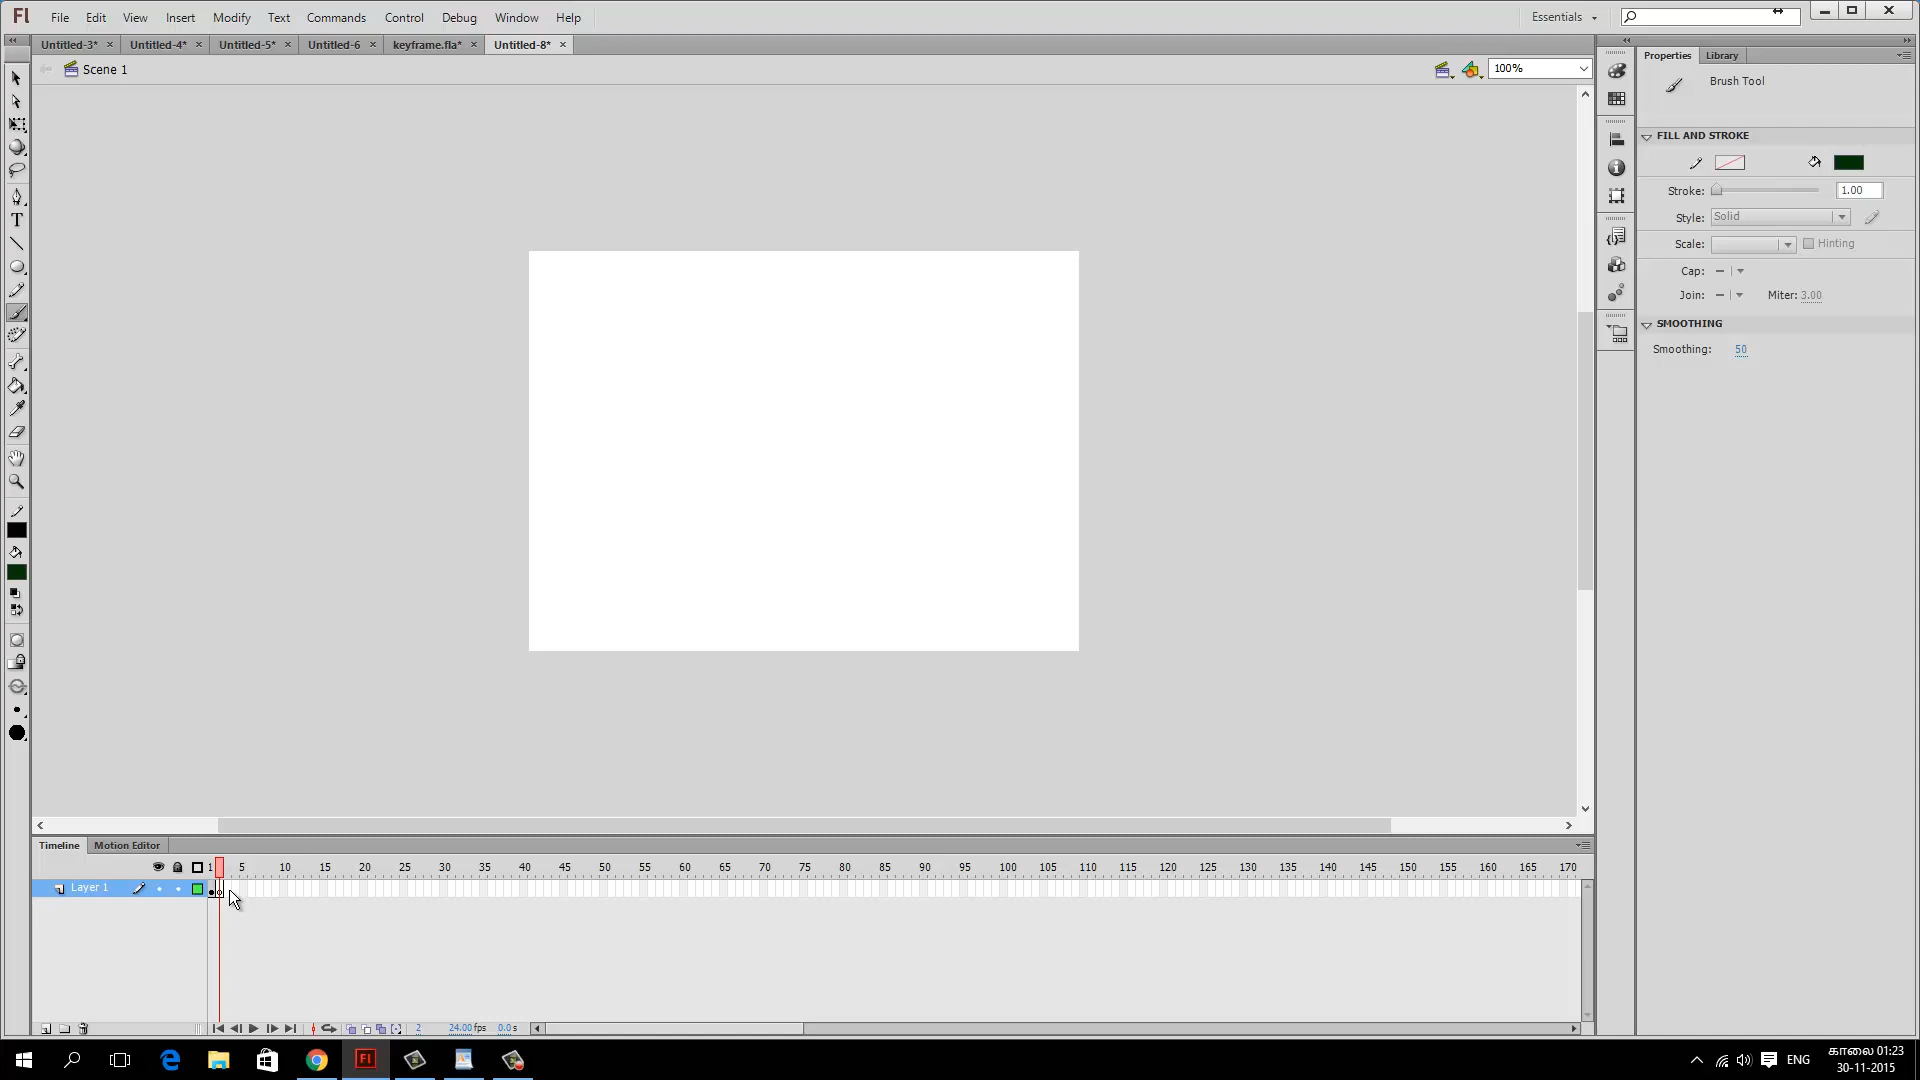 Fl File Edit View Insert Modify Text Commands Control Debug Window Help Essentials
Untitled-3* × Untitled-4* × Untitled-5* × Untitled-6 × keyframe.fla* × Untitled-8* ×
Scene 1 100%
Properties Library
Brush Tool
FILL AND STROKE
Stroke: 1.00
Style: Solid
Scale: Hinting
Cap:
Join: Miter: 3.00
SMOOTHING
Smoothing: 50
T
Timeline Motion Editor
1 5 10 15 20 25 30 35 40 45 50 55 60 65 70 75 80 85 90 95 100 105 110 115 120 125 130 135 140 145 150 155 160 165 170
Layer 1
2 24.00 fps 0.0 s
Fl ENG காலை 01:23
30-11-2015